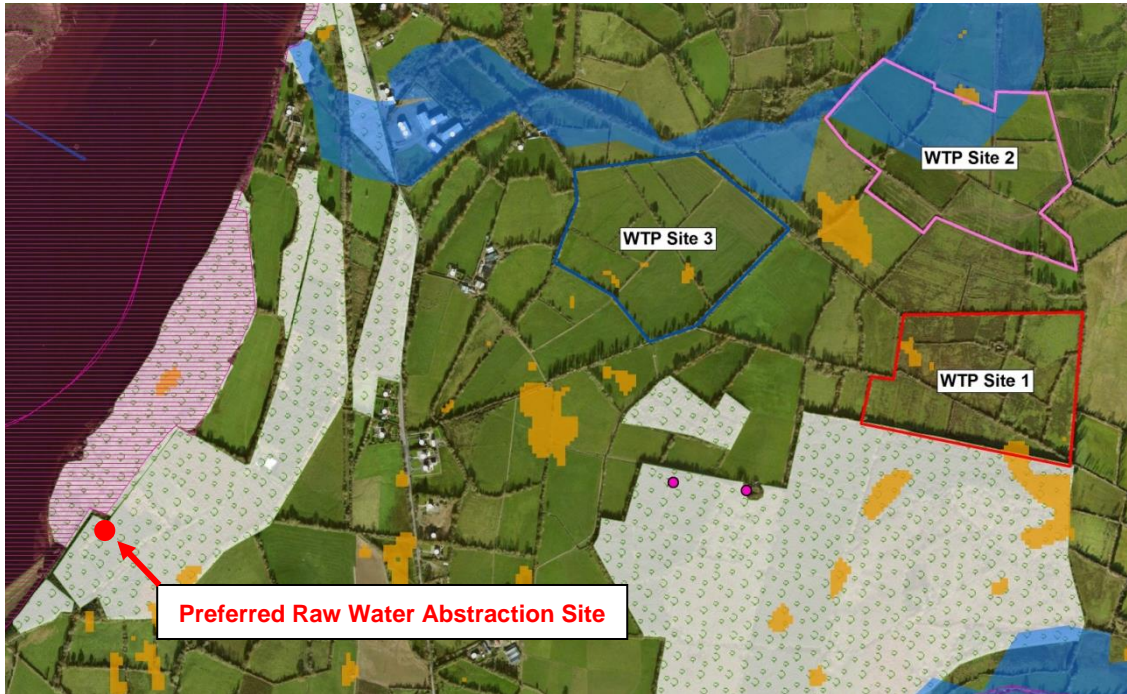 WTP Site 2
WTP Site 3
WTP Site 1
Preferred Raw Water Abstraction Site